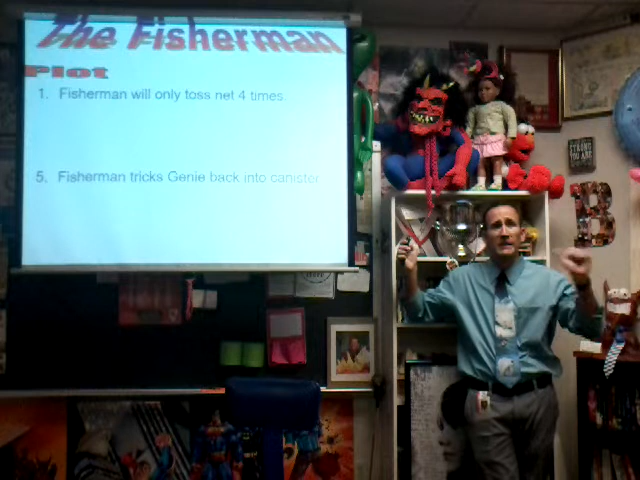 The Fisherman
Plot
1. Fisherman will only toss net 4 times.
5. Fisherman tricks Genie back into canister
B